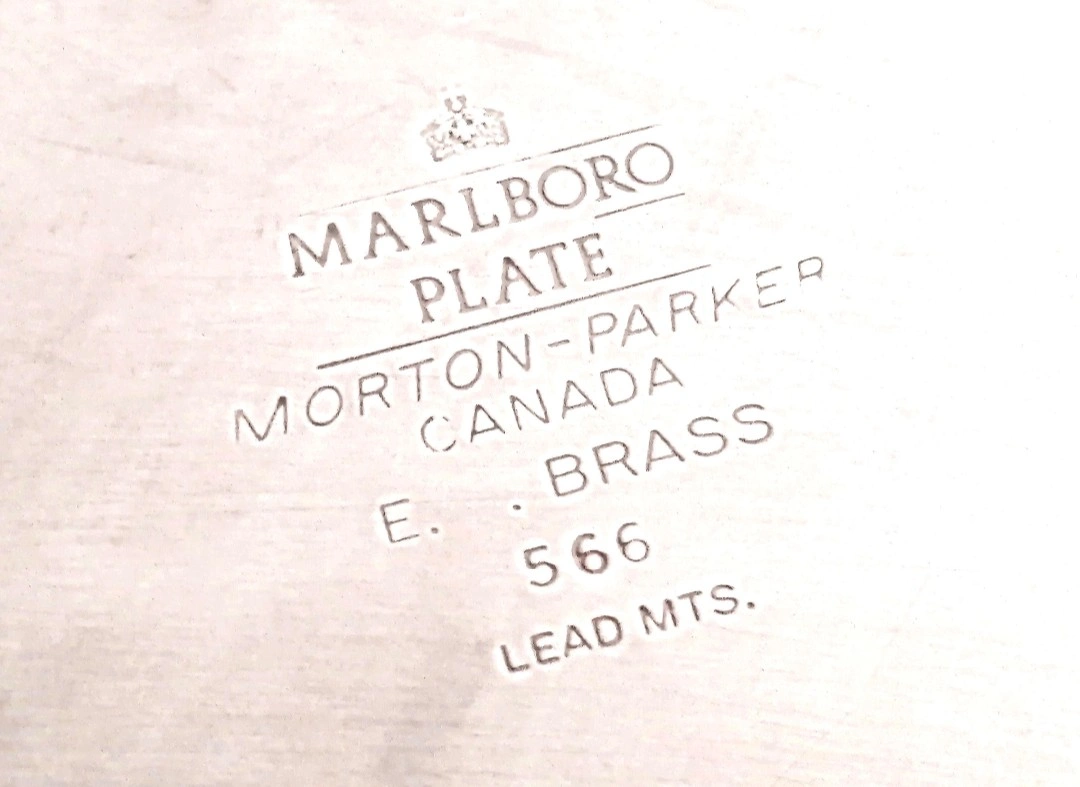 MARLBORO
PLATE
MORTON-PARKER
CANADA
E. . BRASS
566
LEAD MTS.